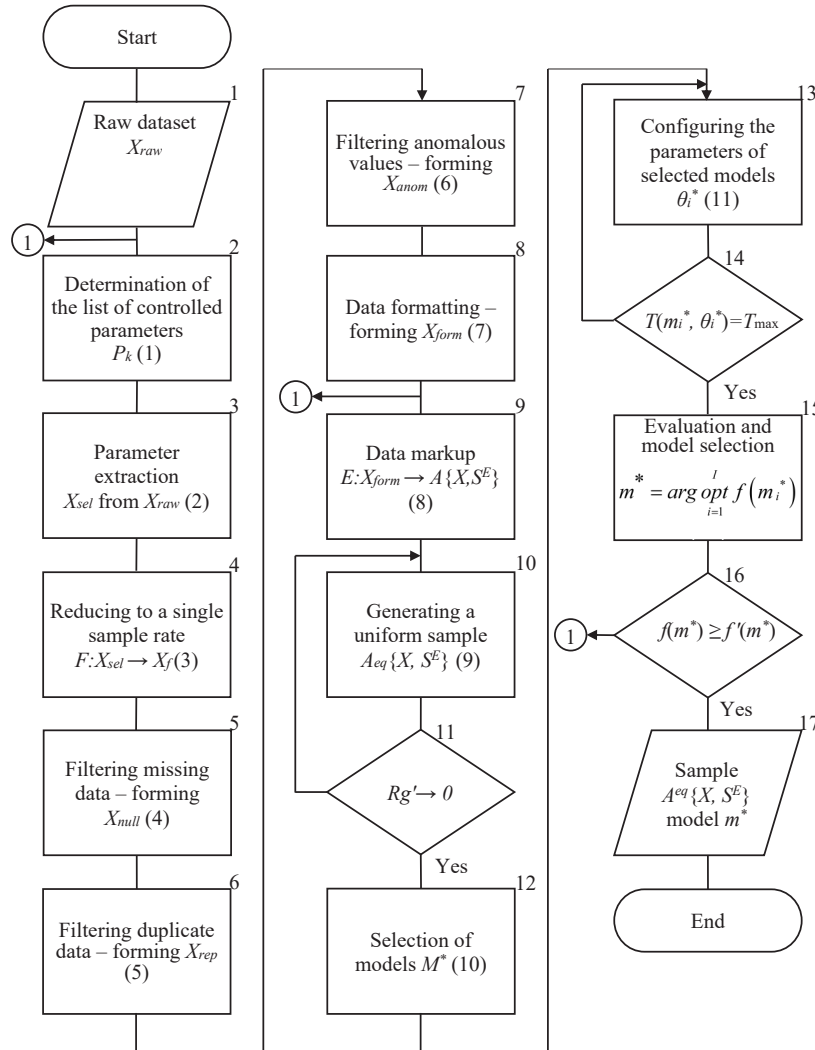 Start
1
Raw dataset
Xraw
1
2
Determination of
the list of controlled
parameters
Pk (1)
3
Parameter
extraction
Xsel from Xraw (2)
4
Reducing to a single
sample rate
F:Xsel→ Xf (3)
5
Filtering missing
data – forming
Xnull (4)
6
Filtering duplicate
data – forming Xrep
(5)
7
Filtering anomalous
values – forming
Xanom (6)
8
Data formatting –
forming Xform (7)
1
9
Data markup
E:Xform→ A{X,S^E}
(8)
10
Generating a
uniform sample
Aeq{X, S^E} (9)
11
Rg'→ 0
Yes
12
Selection of
models M* (10)
13
Configuring the
parameters of
selected models
θi* (11)
14
T(mi*, θi*)=Tmax
Yes
15
Evaluation and
model selection
I
m* = arg opt f(mi*)
i=1
16
1
f(m*) ≥ f'(m*)
Yes
17
Sample
A^eq{X, S^E}
model m*
End